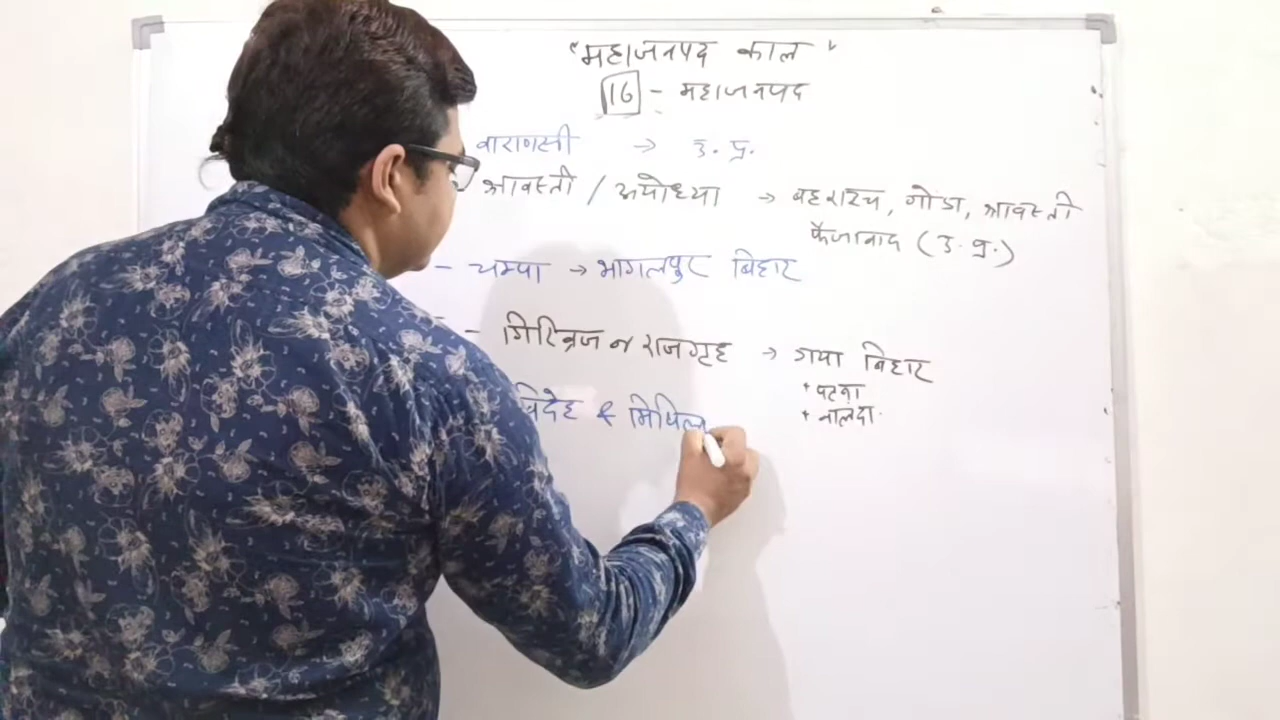 "महाजनपद काल"
16 - महाजनपद
वाराणसी → उ. प्र.
श्रावस्ती / अयोध्या → बहराइच, गोंडा, श्रावस्ती
फैजाबाद (उ. प्र.)
- चम्पा → भागलपुर बिहार
- गिरिव्रज व राजगृह → गया बिहार
+ पटना
+ नालंदा
विदेह & मिथिला